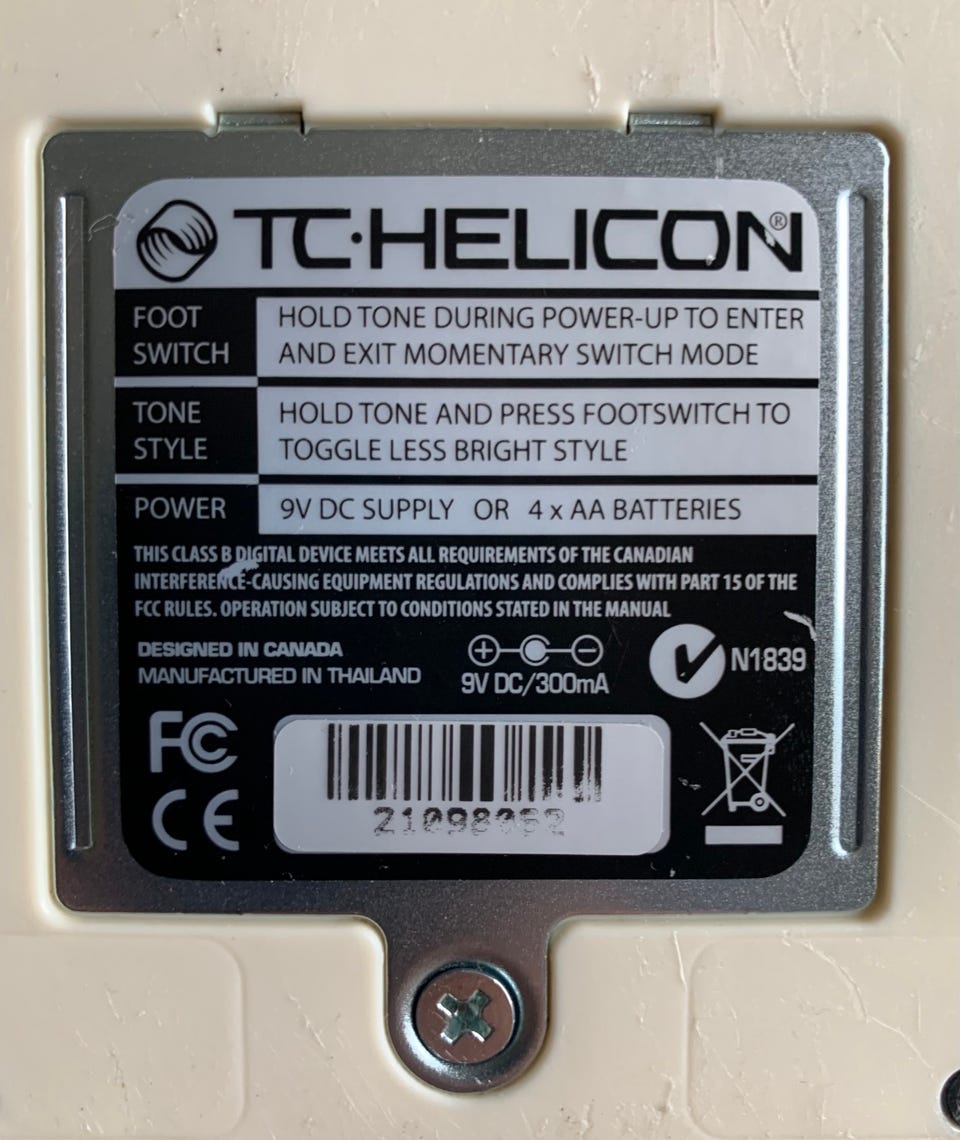 TC·HELICON®
FOOT SWITCH
HOLD TONE DURING POWER-UP TO ENTER
AND EXIT MOMENTARY SWITCH MODE
TONE STYLE
HOLD TONE AND PRESS FOOTSWITCH TO
TOGGLE LESS BRIGHT STYLE
POWER
9V DC SUPPLY OR 4 x AA BATTERIES
THIS CLASS B DIGITAL DEVICE MEETS ALL REQUIREMENTS OF THE CANADIAN
INTERFERENCE-CAUSING EQUIPMENT REGULATIONS AND COMPLIES WITH PART 15 OF THE
FCC RULES. OPERATION SUBJECT TO CONDITIONS STATED IN THE MANUAL
DESIGNED IN CANADA
MANUFACTURED IN THAILAND
9V DC/300mA
N1839
FC
CE